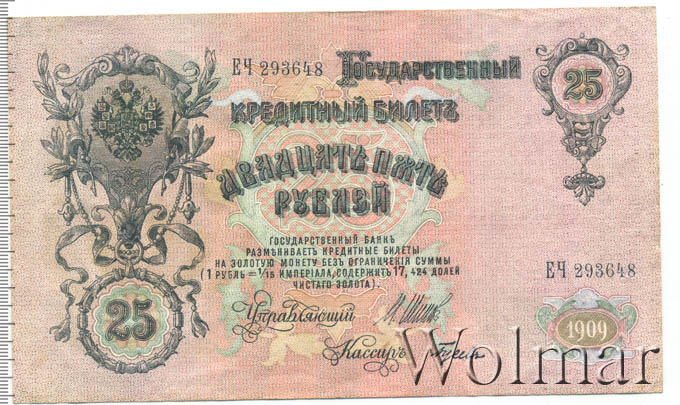 ЕЧ 293648
Государственный
25
Кредитный Билетъ
Двадцать пять
рублей
Государственный Банкъ
размѣниваетъ кредитные билеты
на золотую монету безъ ограниченія суммы
(1 рубль = 1/15 имперіала, содержитъ 17,424 долей
чистаго золота).
ЕЧ 293648
25
Управляющій
И. Шипов
1909
Кассиръ
Wolmar